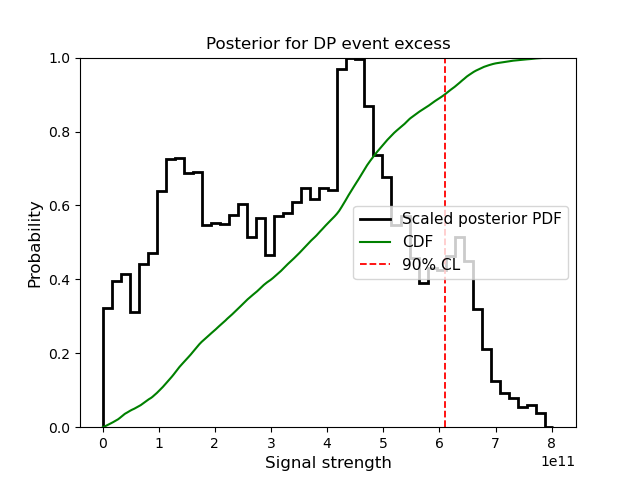 Posterior for DP event excess
1.0
0.8
0.6
0.4
0.2
0.0
Probability
Scaled posterior PDF
CDF
90% CL
0 1 2 3 4 5 6 7 8
1e11
Signal strength